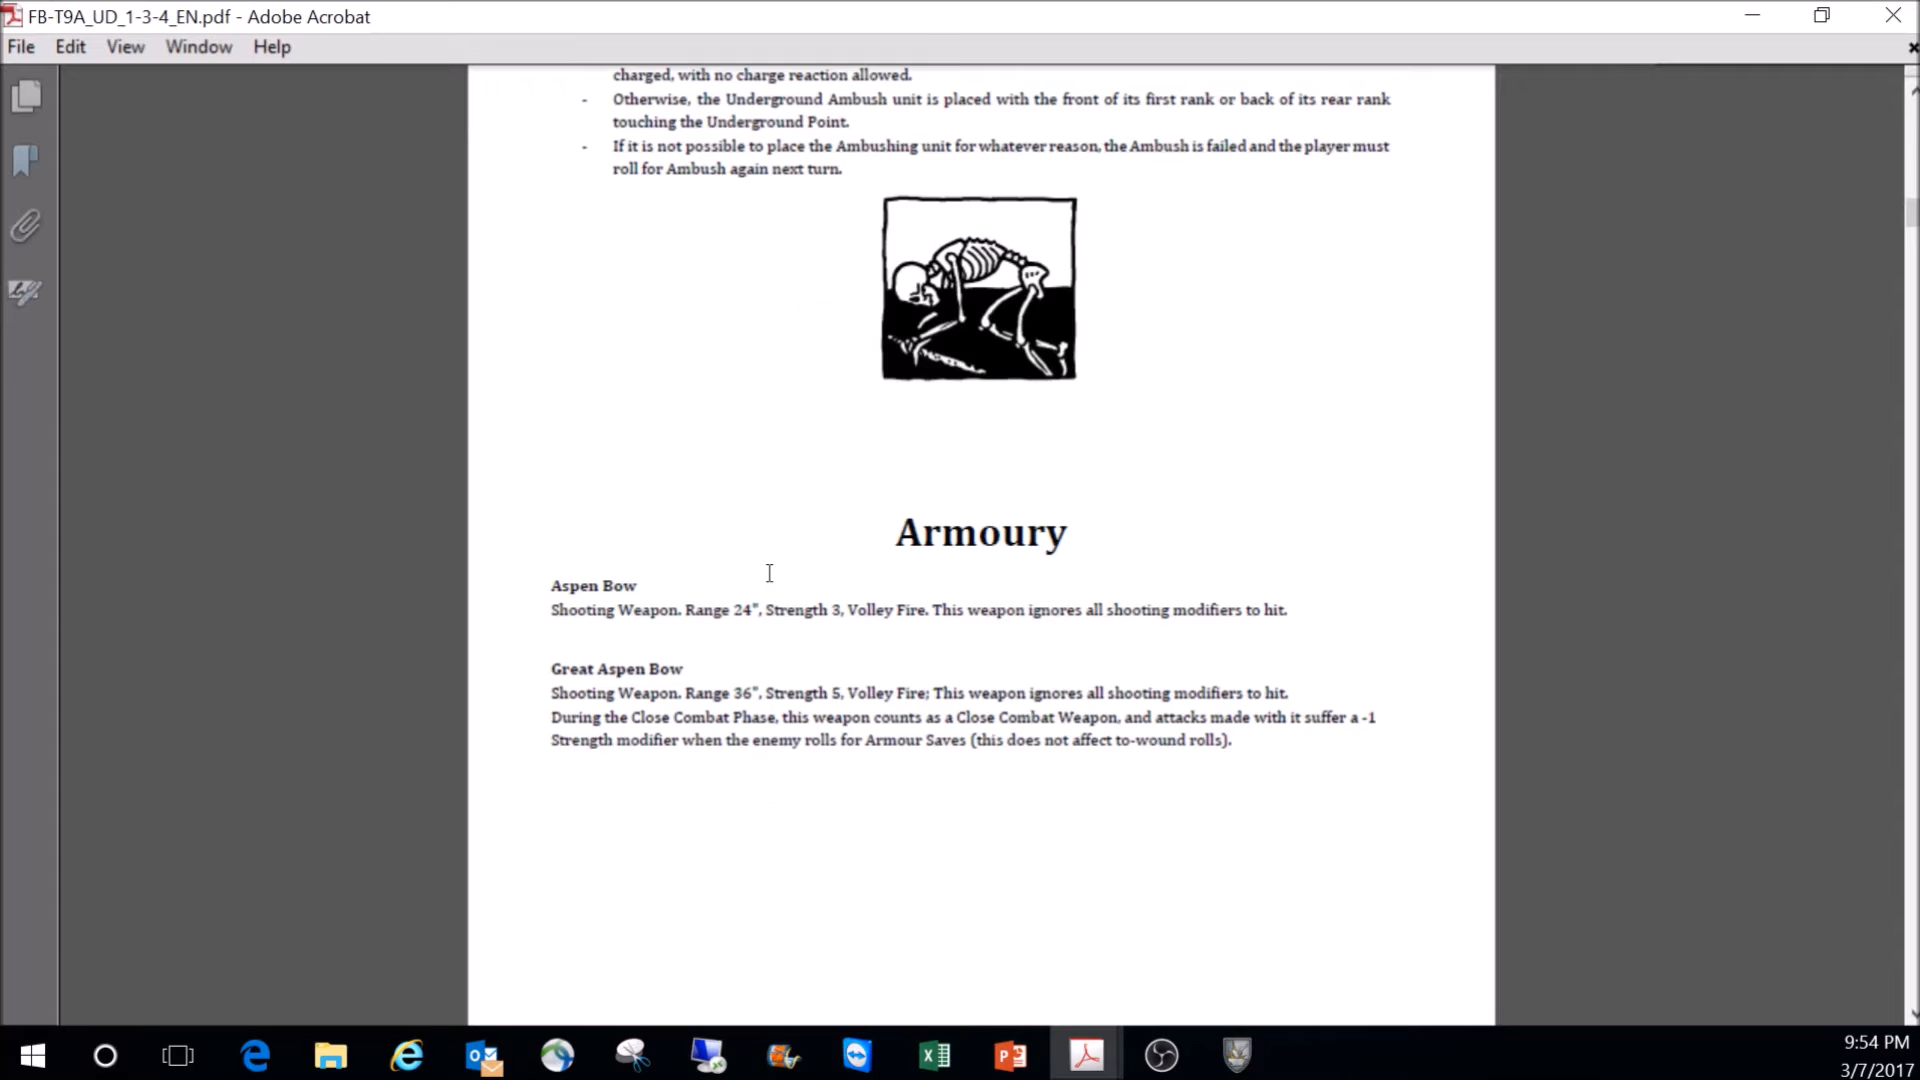 FB-T9A_UD_1-3-4_EN.pdf - Adobe Acrobat
File Edit View Window Help
charged, with no charge reaction allowed.
- Otherwise, the Underground Ambush unit is placed with the front of its first rank or back of its rear rank
touching the Underground Point.
- If it is not possible to place the Ambushing unit for whatever reason, the Ambush is failed and the player must
roll for Ambush again next turn.
Armoury
Aspen Bow
Shooting Weapon. Range 24", Strength 3, Volley Fire. This weapon ignores all shooting modifiers to hit.
Great Aspen Bow
Shooting Weapon. Range 36", Strength 5, Volley Fire; This weapon ignores all shooting modifiers to hit.
During the Close Combat Phase, this weapon counts as a Close Combat Weapon, and attacks made with it suffer a -1
Strength modifier when the enemy rolls for Armour Saves (this does not affect to-wound rolls).
9:54 PM
3/7/2017